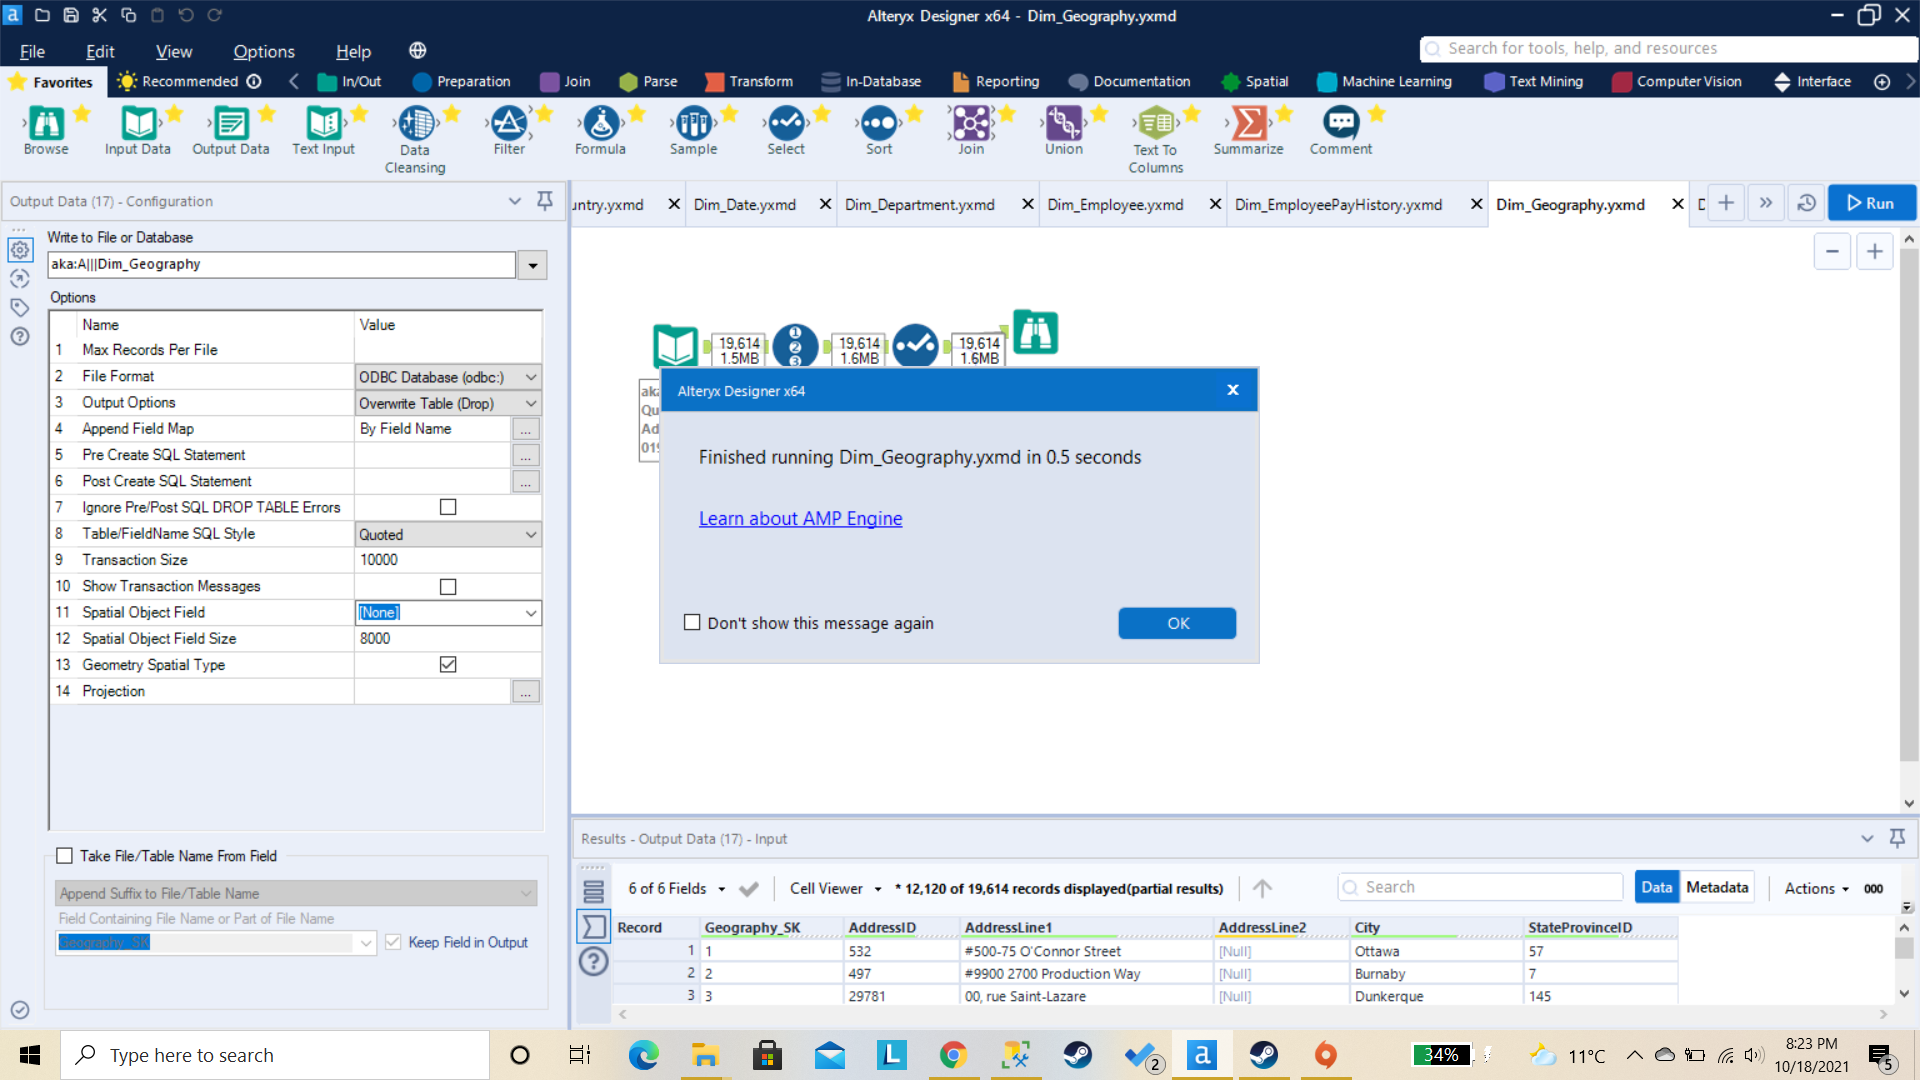 Alteryx Designer x64 - Dim_Geography.yxmd
File Edit View Options Help
Search for tools, help, and resources
Favorites Recommended In/Out Preparation Join Parse Transform In-Database Reporting Documentation Spatial Machine Learning Text Mining Computer Vision Interface
Browse Input Data Output Data Text Input Data Cleansing Filter Formula Sample Select Sort Join Union Text To Columns Summarize Comment
Output Data (17) - Configuration
untry.yxmd Dim_Date.yxmd Dim_Department.yxmd Dim_Employee.yxmd Dim_EmployeePayHistory.yxmd Dim_Geography.yxmd Run
Write to File or Database
aka:A|||Dim_Geography
Options
Name Value
1 Max Records Per File
2 File Format ODBC Database (odbc:)
3 Output Options Overwrite Table (Drop)
4 Append Field Map By Field Name ...
5 Pre Create SQL Statement ...
6 Post Create SQL Statement ...
7 Ignore Pre/Post SQL DROP TABLE Errors
8 Table/FieldName SQL Style Quoted
9 Transaction Size 10000
10 Show Transaction Messages
11 Spatial Object Field [None]
12 Spatial Object Field Size 8000
13 Geometry Spatial Type
14 Projection ...
Take File/Table Name From Field
Append Suffix to File/Table Name
Field Containing File Name or Part of File Name
Geography_SK Keep Field in Output
1 2 3
19,614 19,614 19,614
1.5MB 1.6MB 1.6MB
aka
Qu
Ad
019
Alteryx Designer x64
Finished running Dim_Geography.yxmd in 0.5 seconds
Learn about AMP Engine
Don't show this message again OK
Results - Output Data (17) - Input
6 of 6 Fields Cell Viewer * 12,120 of 19,614 records displayed(partial results) Search Data Metadata Actions 000
Record Geography_SK AddressID AddressLine1 AddressLine2 City StateProvinceID
1 1 532 #500-75 O'Connor Street [Null] Ottawa 57
2 2 497 #9900 2700 Production Way [Null] Burnaby 7
3 3 29781 00, rue Saint-Lazare [Null] Dunkerque 145
Type here to search
2
34%
11°C
8:23 PM
10/18/2021
5